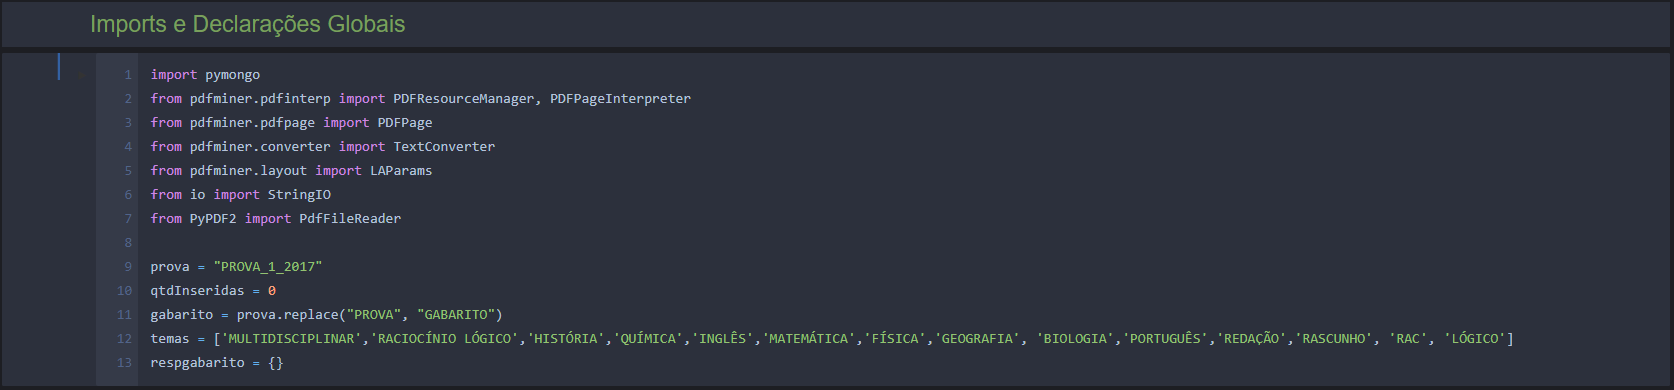 Imports e Declarações Globais
1 import pymongo
2 from pdfminer.pdfinterp import PDFResourceManager, PDFPageInterpreter
3 from pdfminer.pdfpage import PDFPage
4 from pdfminer.converter import TextConverter
5 from pdfminer.layout import LAParams
6 from io import StringIO
7 from PyPDF2 import PdfFileReader
8
9 prova = "PROVA_1_2017"
10 qtdInseridas = 0
11 gabarito = prova.replace("PROVA", "GABARITO")
12 temas = ['MULTIDISCIPLINAR','RACIOCÍNIO LÓGICO','HISTÓRIA','QUÍMICA','INGLÊS','MATEMÁTICA','FÍSICA','GEOGRAFIA', 'BIOLOGIA','PORTUGUÊS','REDAÇÃO','RASCUNHO', 'RAC', 'LÓGICO']
13 respgabarito = {}